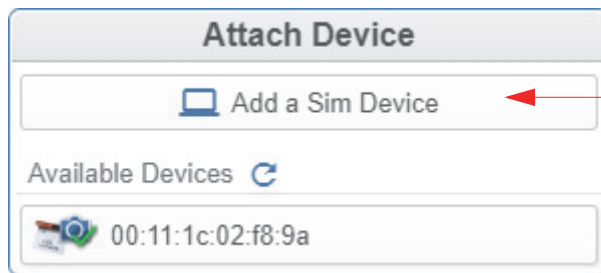 Attach Device
Add a Sim Device
Available Devices
00:11:1c:02:f8:9a